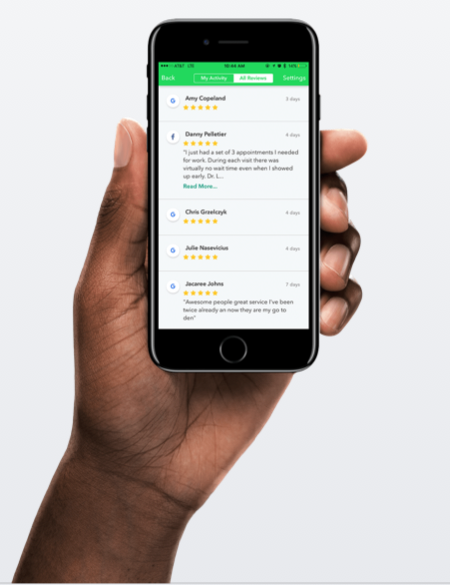 AT&T LTE 10:44 AM 14%
Back My Activity All Reviews Settings
G Amy Copeland 3 days
f Danny Pelletier 4 days
"I just had a set of 3 appointments I needed
for work. During each visit there was
virtually no wait time even when I showed
up early. Dr. L...
Read More...
G Chris Grzelczyk 4 days
G Julie Nasevicius 4 days
G Jacaree Johns 7 days
"Awesome people great service I've been
twice already an now they are my go to
den"